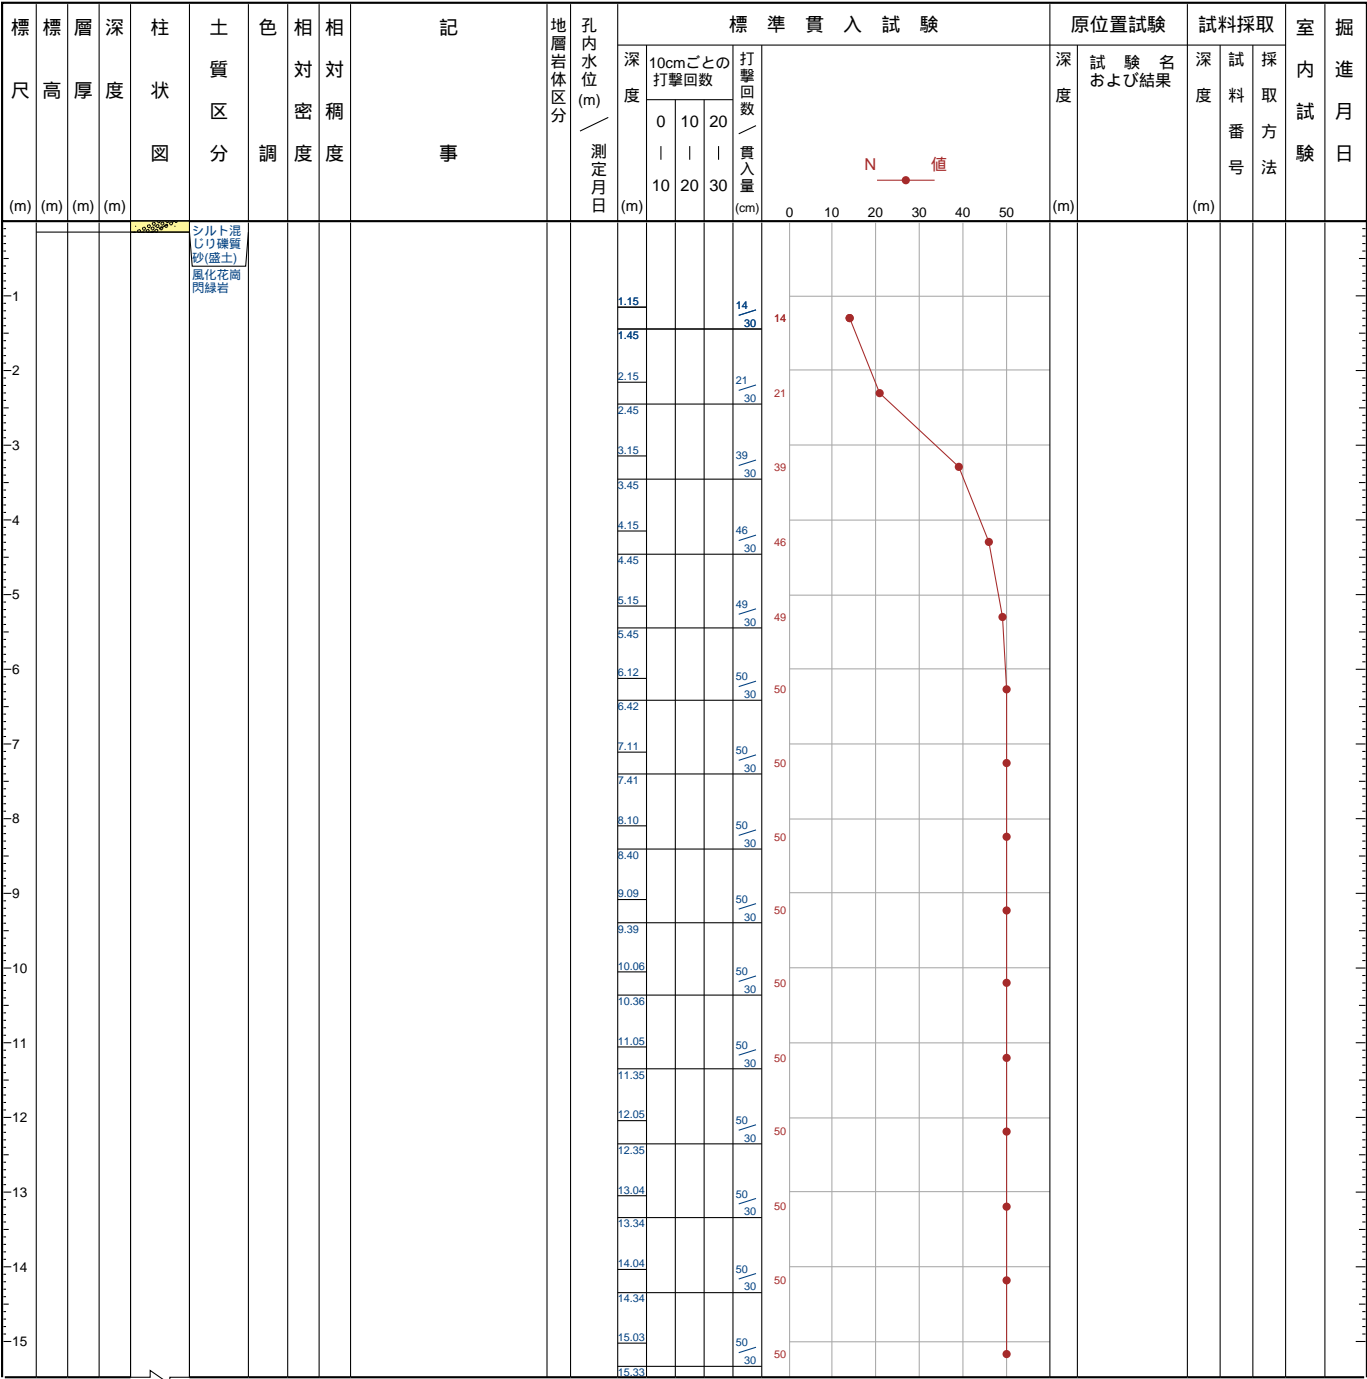 標尺(m)
標高(m)
層厚(m)
深度(m)
柱状図
土質区分
色調
相対密度
相対稠度
記事
地層岩体区分
孔内水位(m)／測定月日
標準貫入試験
深度(m)
10cmごとの
打撃回数
0｜10
10｜20
20｜30
打撃回数／貫入量(cm)
N 値
0 10 20 30 40 50
原位置試験
深度(m)
試験名
および結果
試料採取
深度(m)
試料番号
採取方法
室内試験
掘進月日
シルト混
じり礫質
砂(盛土)
風化花崗
閃緑岩
1
1.15 14/30 14
1.45
2
2.15 21/30 21
2.45
3
3.15 39/30 39
3.45
4
4.15 46/30 46
4.45
5
5.15 49/30 49
5.45
6
6.12 50/30 50
6.42
7
7.11 50/30 50
7.41
8
8.10 50/30 50
8.40
9
9.09 50/30 50
9.39
10
10.06 50/30 50
10.36
11
11.05 50/30 50
11.35
12
12.05 50/30 50
12.35
13
13.04 50/30 50
13.34
14
14.04 50/30 50
14.34
15
15.03 50/30 50
15.33